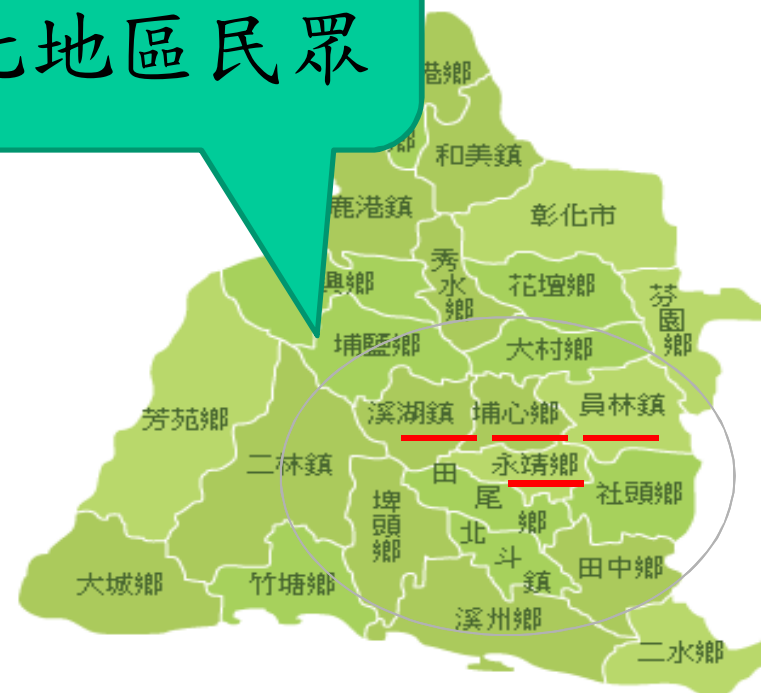 地區民眾
港鄉
鄉
和美鎮
鹿港鎮
彰化市
秀水鄉
興鄉
花壇鄉
芬園鄉
埔鹽鄉
大村鄉
溪湖鎮
埔心鄉
員林鎮
芳苑鄉
二林鎮
田尾鄉
永靖鄉
社頭鄉
埤頭鄉
北斗鎮
田中鄉
大城鄉
竹塘鄉
溪州鄉
二水鄉